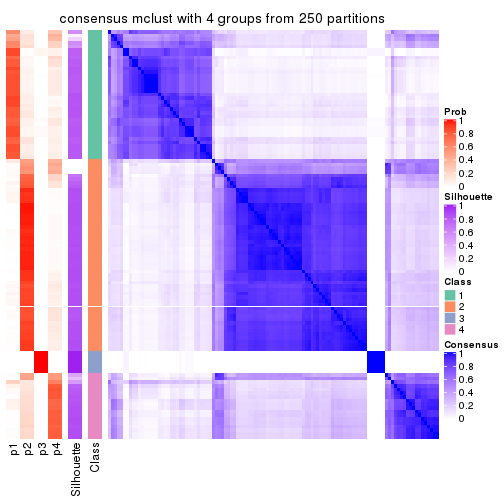 consensus mclust with 4 groups from 250 partitions
Prob
1
0.8
0.6
0.4
0.2
0
Silhouette
1
0.8
0.6
0.4
0.2
0
Class
1
2
3
4
Consensus
1
0.8
0.6
0.4
0.2
0
p1
p2
p3
p4
Silhouette
Class